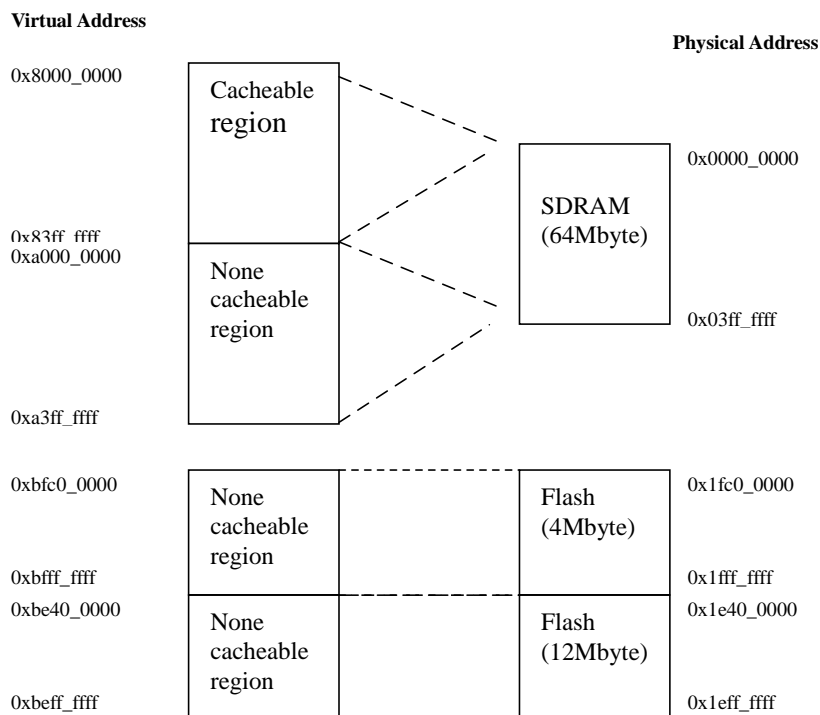 Virtual Address
Physical Address
0x8000_0000
Cacheable
region
0x0000_0000
SDRAM
(64Mbyte)
0x83ff_ffff
0xa000_0000
None
cacheable
region
0x03ff_ffff
0xa3ff_ffff
0xbfc0_0000
None
cacheable
region
Flash
(4Mbyte)
0x1fc0_0000
0xbfff_ffff
0x1fff_ffff
0xbe40_0000
None
cacheable
region
Flash
(12Mbyte)
0x1e40_0000
0xbeff_ffff
0x1eff_ffff